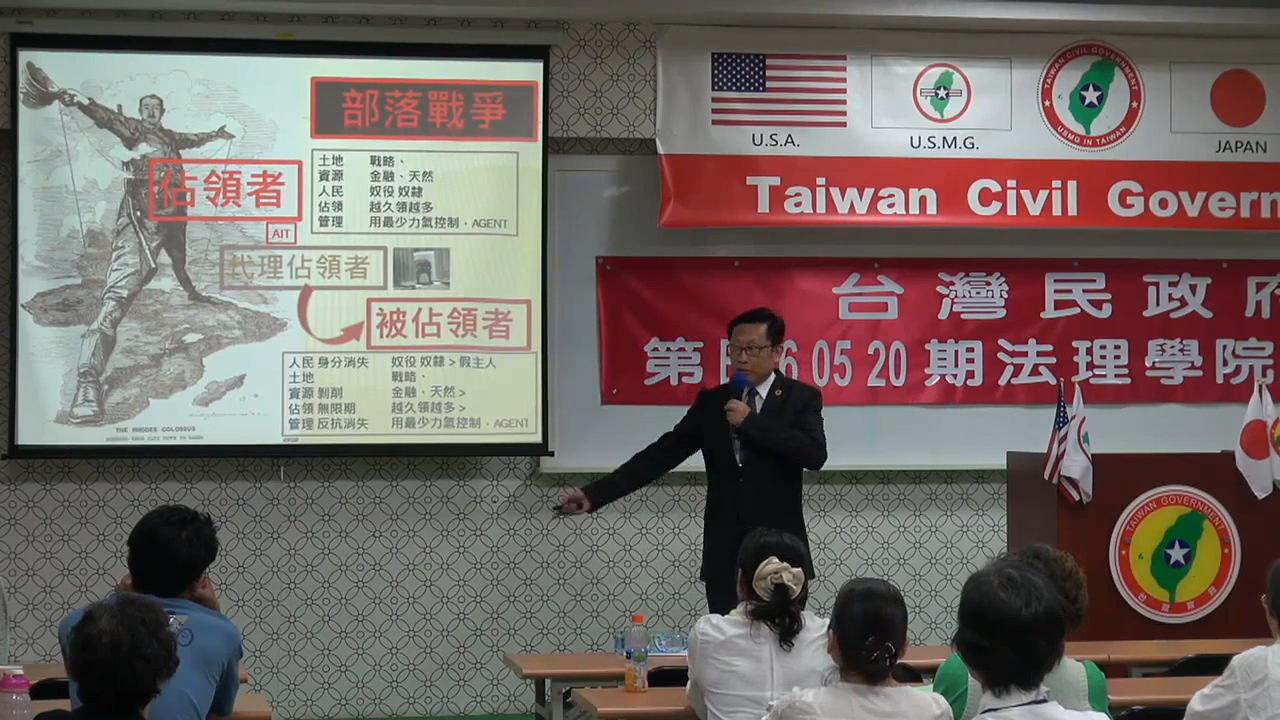 部落戰爭
土地 戰略、
資源 金融、天然
人民 奴役 奴隸
佔領 越久領越多
管理 用最少力氣控制，AGENT
佔領者
AIT
代理佔領者
被佔領者
人民 身分消失 奴役 奴隸 > 假主人
土地 戰略、
資源 剝削 金融、天然 >
佔領 無限期 越久領越多 >
管理 反抗消失 用最少力氣控制，AGENT
THE RHODES COLOSSUS
U.S.A.
U.S.M.G.
TAIWAN CIVIL GOVERNMENT
USMG IN TAIWAN
JAPAN
Taiwan Civil Govern
台灣民政府
第 6 05 20 期法理學院
TAIWAN GOVERNMENT
台灣政府